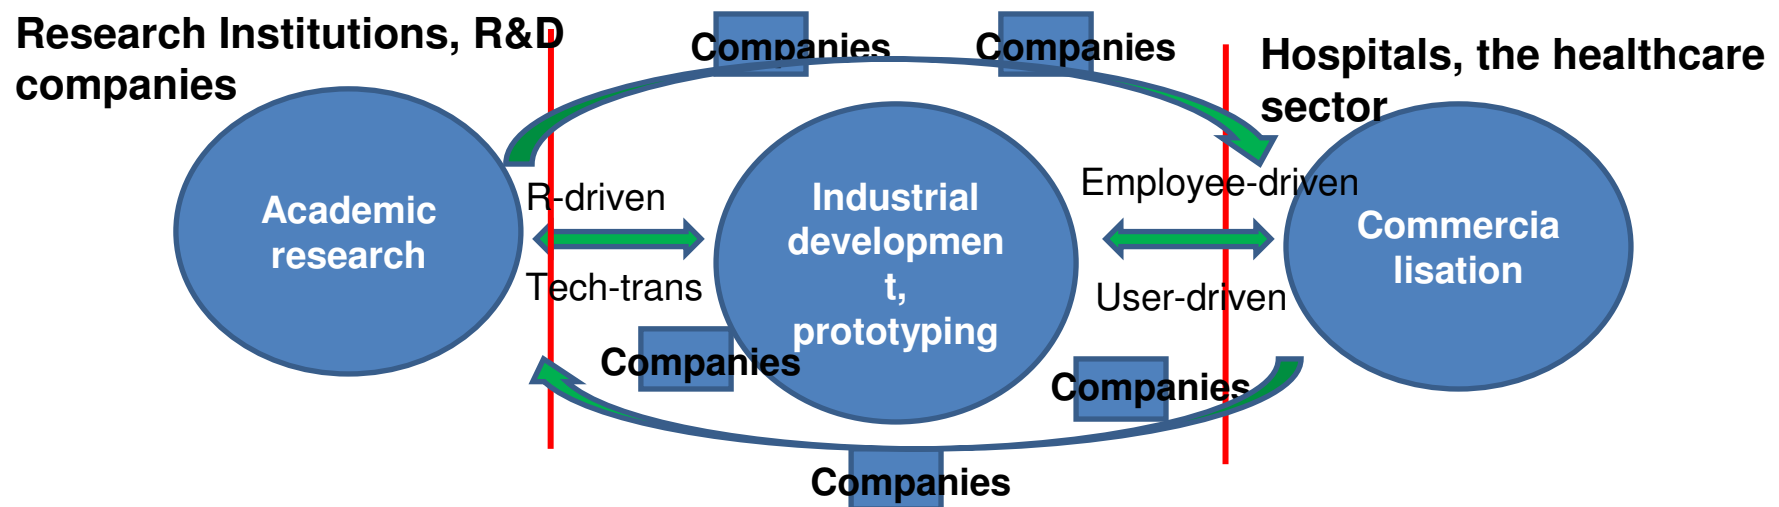 Research Institutions, R&D
companies
Companies
Companies
Hospitals, the healthcare
sector
Academic
research
R-driven
Tech-trans
Industrial
developmen
t,
prototyping
Employee-driven
User-driven
Commercia
lisation
Companies
Companies
Companies